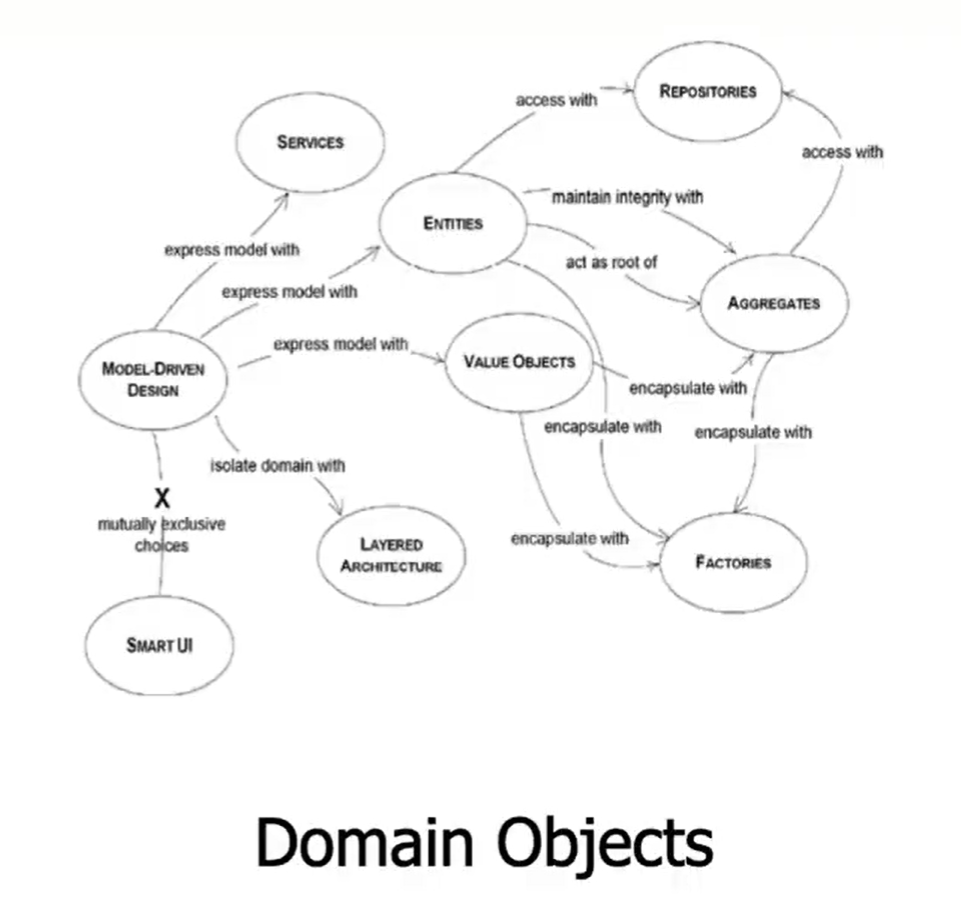 REPOSITORIES
access with
SERVICES
access with
maintain integrity with
ENTITIES
express model with
act as root of
express model with
AGGREGATES
express model with
VALUE OBJECTS
MODEL-DRIVEN
DESIGN
encapsulate with
encapsulate with
encapsulate with
isolate domain with
X
mutually exclusive
choices
encapsulate with
LAYERED
ARCHITECTURE
FACTORIES
SMART UI
Domain Objects